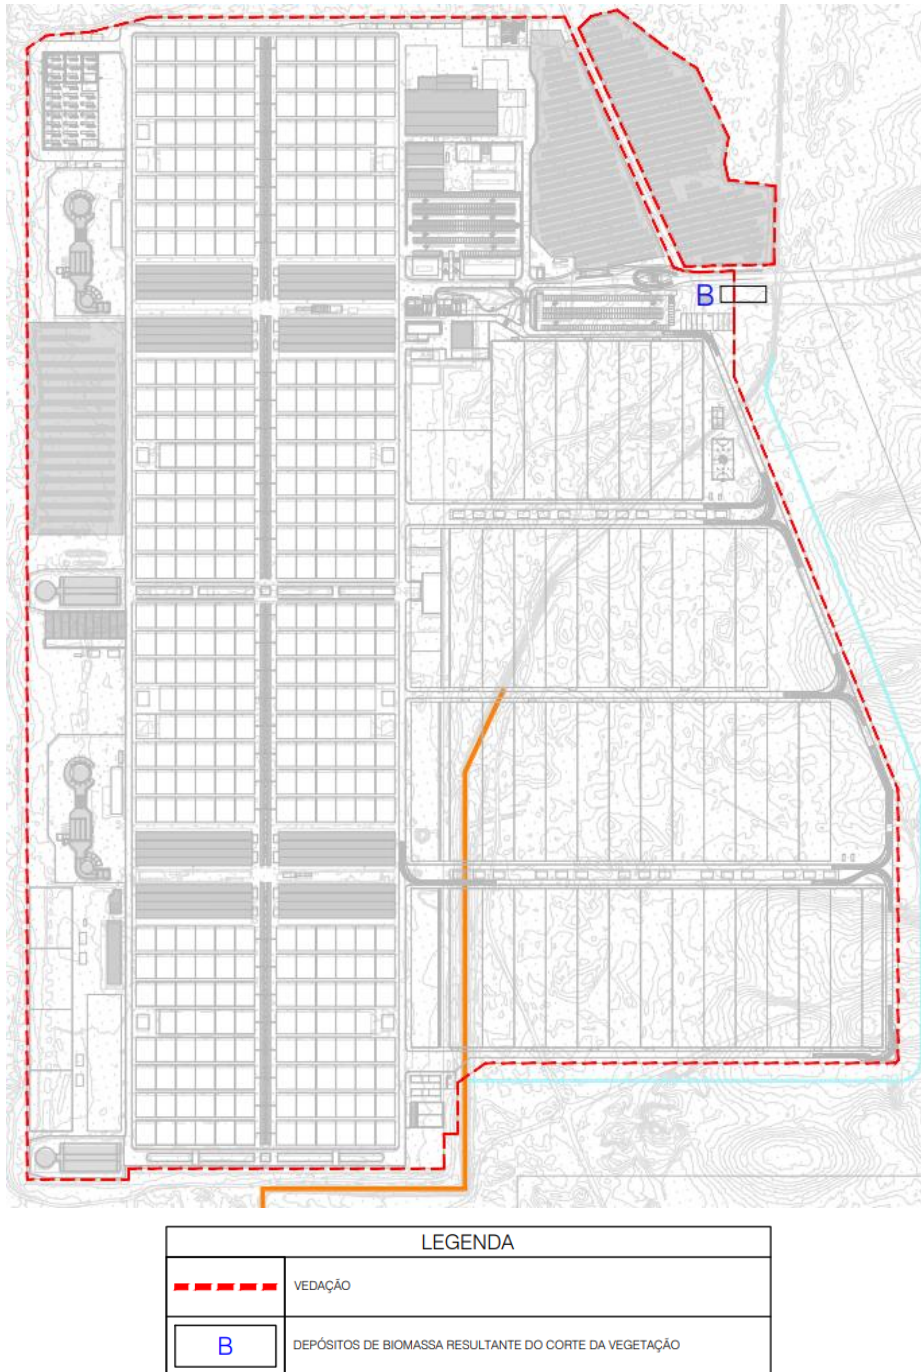 B
LEGENDA
VEDAÇÃO
B
DEPÓSITOS DE BIOMASSA RESULTANTE DO CORTE DA VEGETAÇÃO